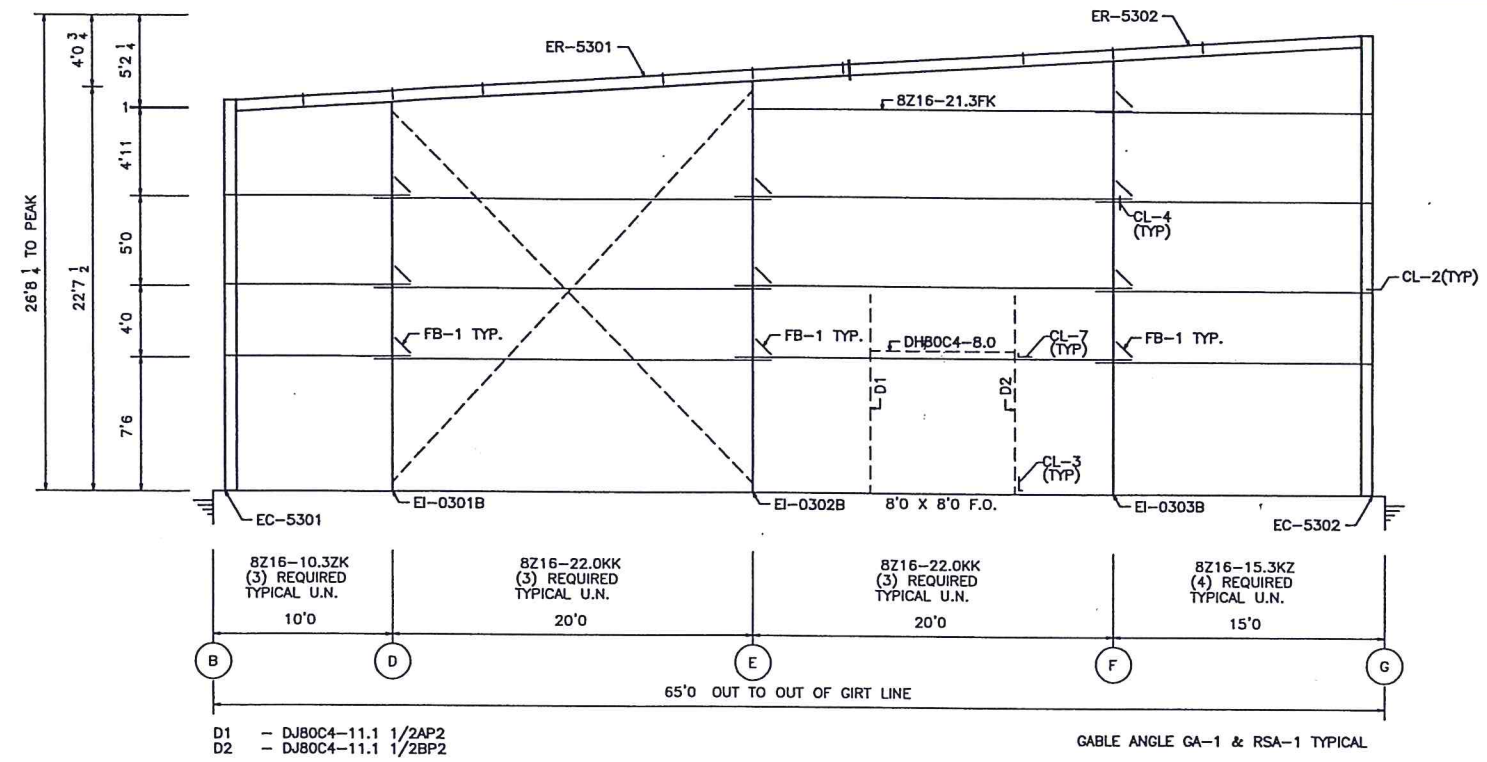 ER-5302
ER-5301
4'0 3/4
5'2 1/4
1
8Z16-21.3FK
4'11
26'8 1/4 TO PEAK
22'7 1/2
5'0
CL-4
(TYP)
CL-2(TYP)
4'0
FB-1 TYP.
FB-1 TYP.
DH80C4-8.0
CL-7
(TYP)
FB-1 TYP.
D1
D2
7'6
CL-3
(TYP)
EC-5301
EI-0301B
EI-0302B
8'0 X 8'0 F.O.
EI-0303B
EC-5302
8Z16-10.3ZK
(3) REQUIRED
TYPICAL U.N.
8Z16-22.0KK
(3) REQUIRED
TYPICAL U.N.
8Z16-22.0KK
(3) REQUIRED
TYPICAL U.N.
8Z16-15.3KZ
(4) REQUIRED
TYPICAL U.N.
10'0
20'0
20'0
15'0
B
D
E
F
G
65'0 OUT TO OUT OF GIRT LINE
D1 - DJ80C4-11.1 1/2AP2
D2 - DJ80C4-11.1 1/2BP2
GABLE ANGLE GA-1 & RSA-1 TYPICAL